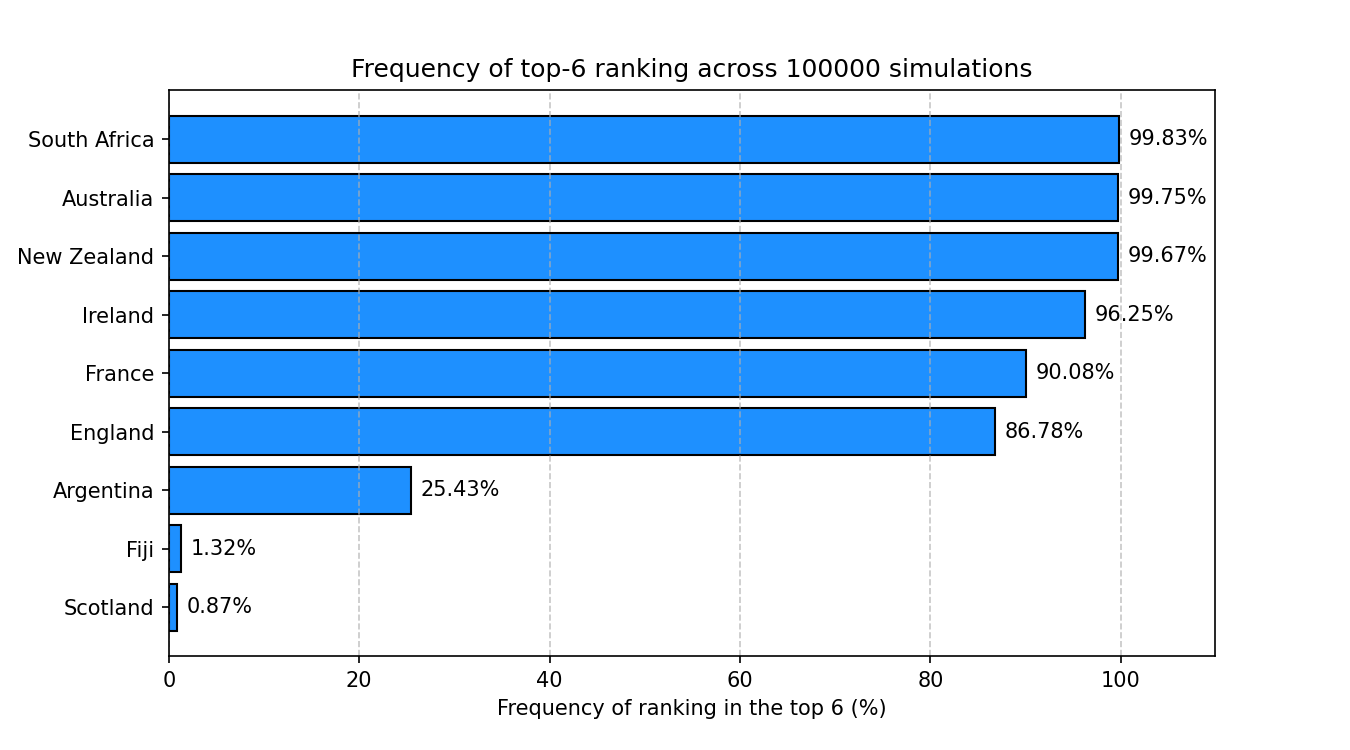 Frequency of top-6 ranking across 100000 simulations
South Africa 99.83%
Australia 99.75%
New Zealand 99.67%
Ireland 96.25%
France 90.08%
England 86.78%
Argentina 25.43%
Fiji 1.32%
Scotland 0.87%
0 20 40 60 80 100
Frequency of ranking in the top 6 (%)